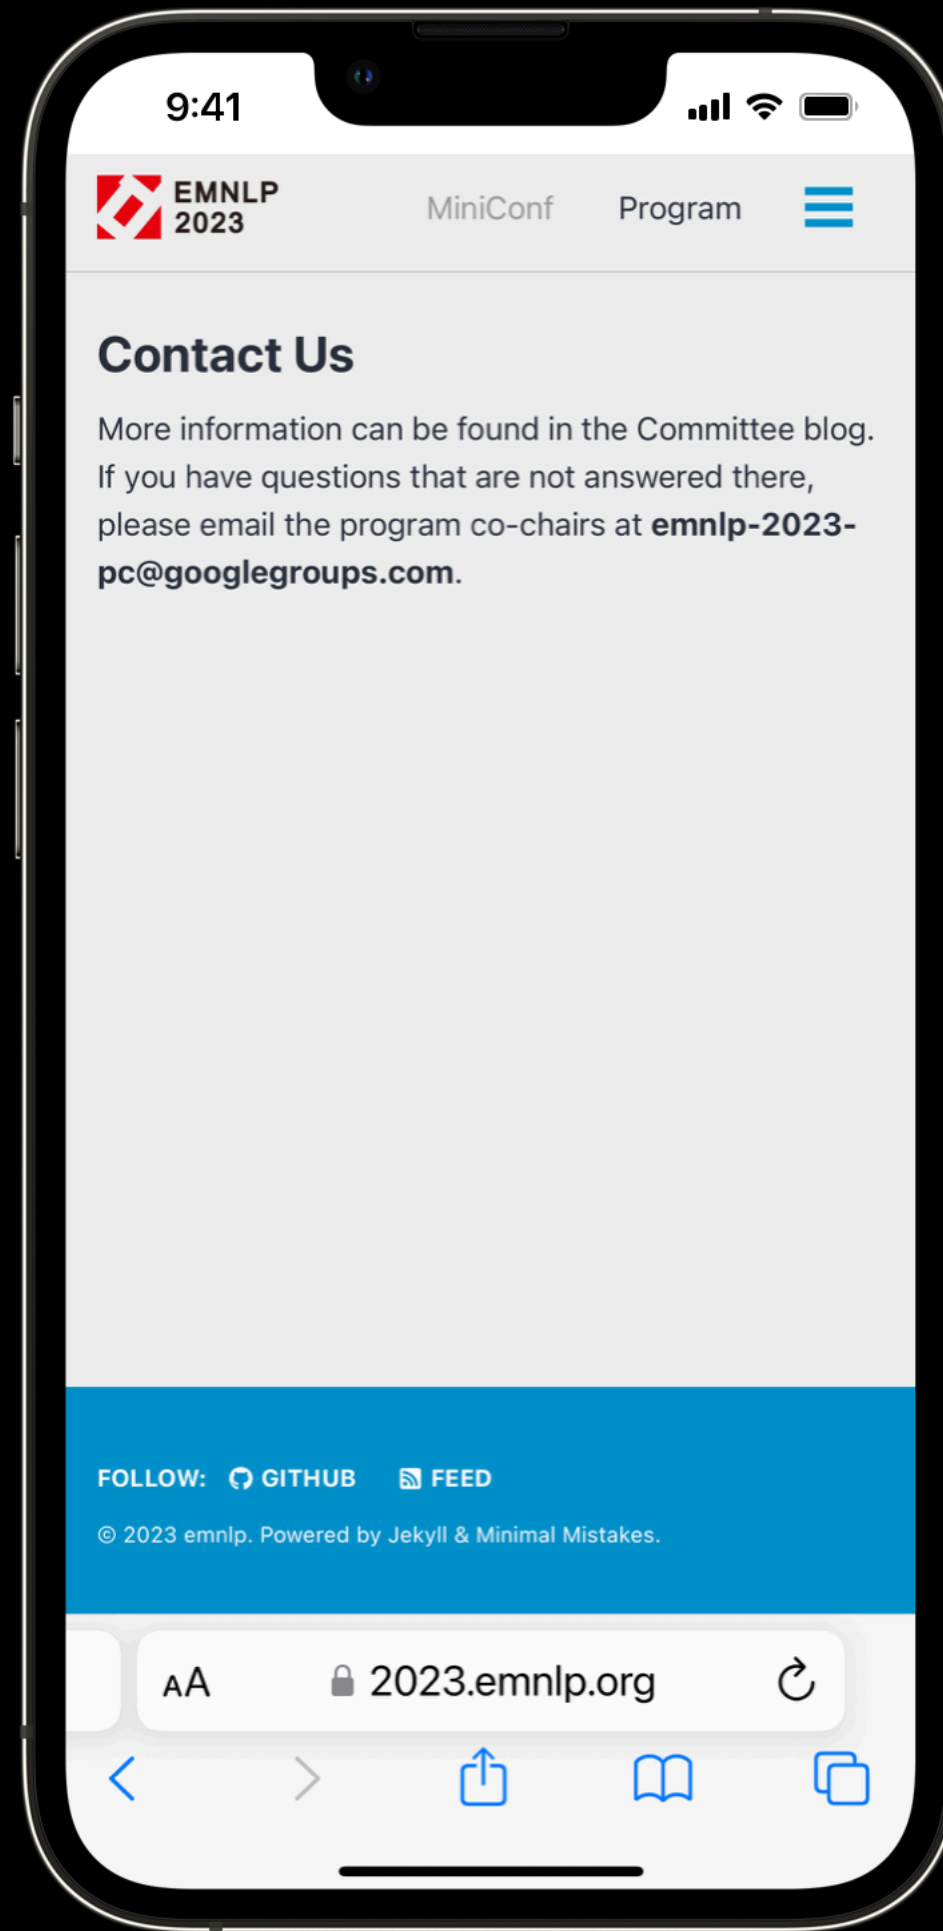 9:41
EMNLP
2023
MiniConf Program
Contact Us
More information can be found in the Committee blog.
If you have questions that are not answered there,
please email the program co-chairs at emnlp-2023-
pc@googlegroups.com.
FOLLOW: GITHUB FEED
© 2023 emnlp. Powered by Jekyll & Minimal Mistakes.
AA 2023.emnlp.org